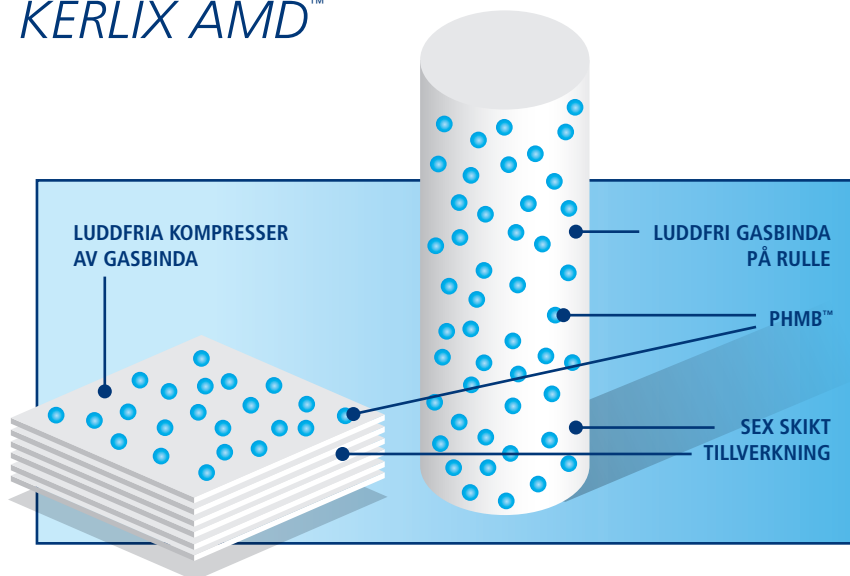 KERLIX AMD™
LUDDFRIA KOMPRESSER
AV GASBINDA
LUDDFRI GASBINDA
PÅ RULLE
PHMB™
SEX SKIKT
TILLVERKNING